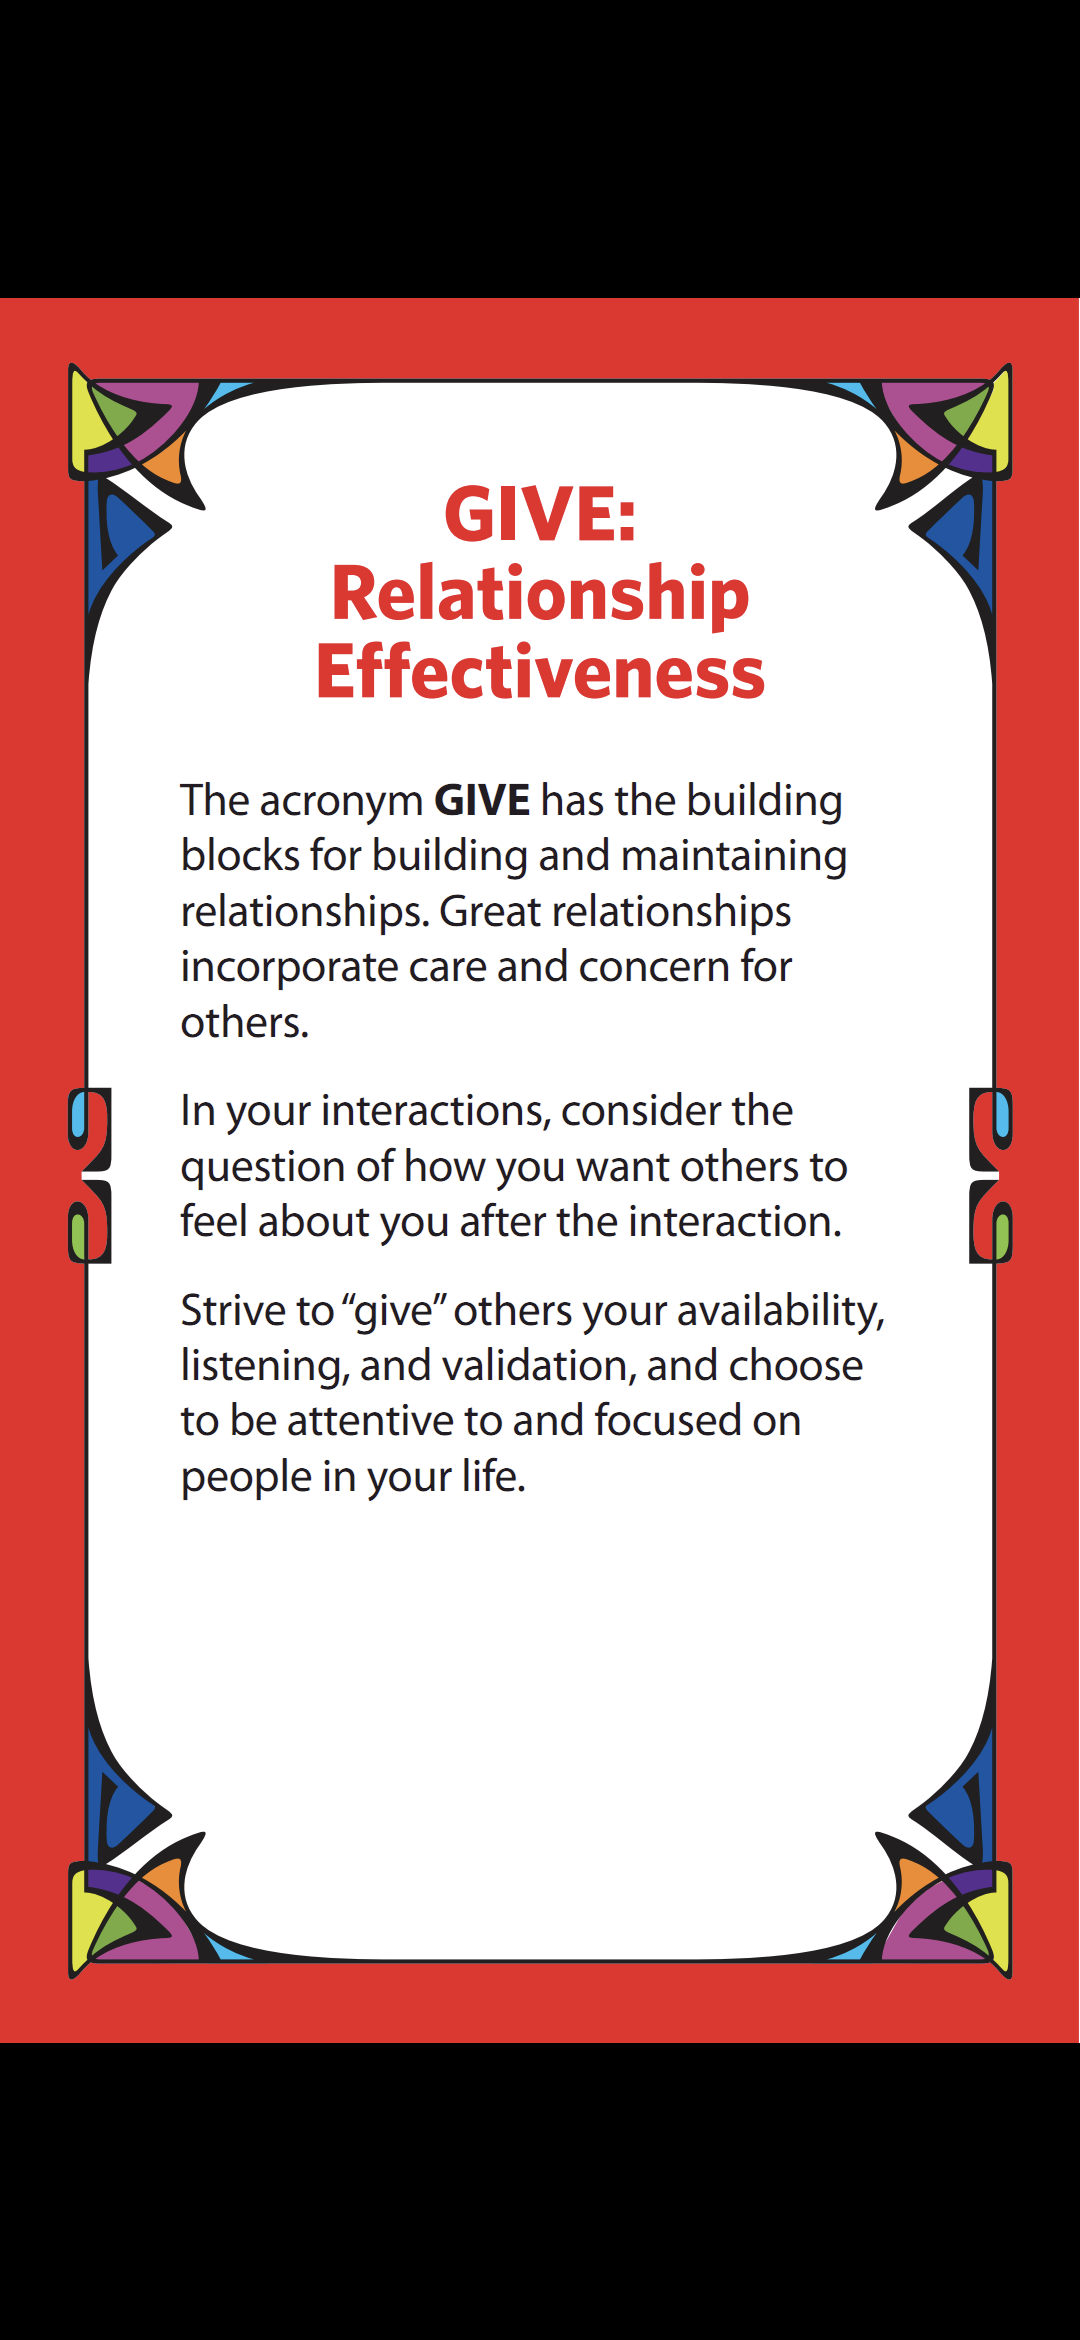 GIVE:
Relationship
Effectiveness
The acronym GIVE has the building
blocks for building and maintaining
relationships. Great relationships
incorporate care and concern for
others.
In your interactions, consider the
question of how you want others to
feel about you after the interaction.
Strive to “give” others your availability,
listening, and validation, and choose
to be attentive to and focused on
people in your life.